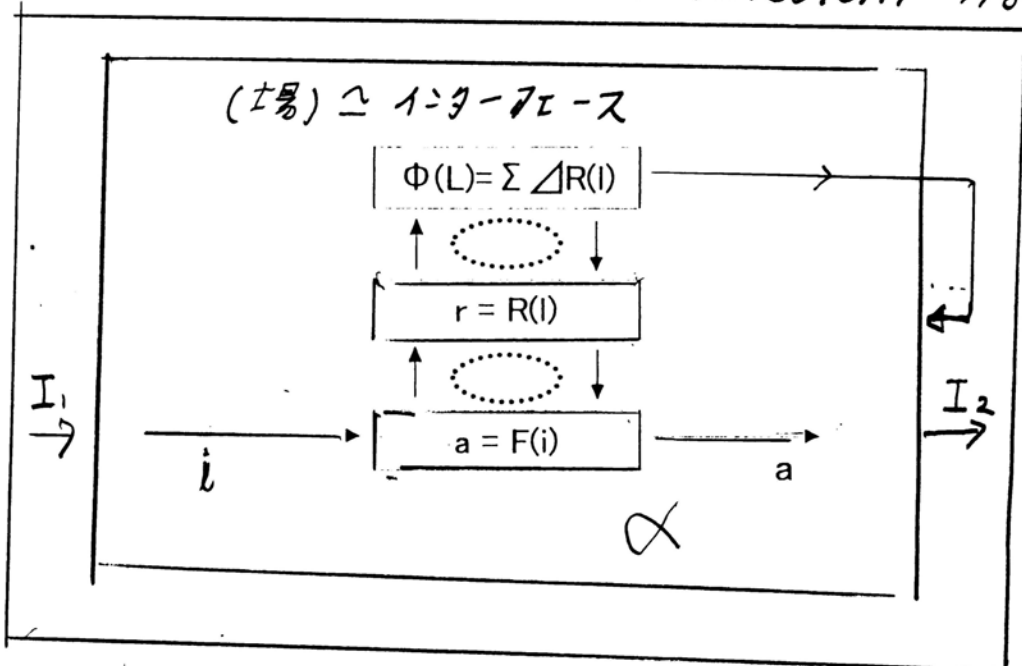 (場) ≃ インターフェース
Φ(L)=Σ ⊿R(l)
r = R(l)
I₁
I₂
a = F(i)
i
a
α